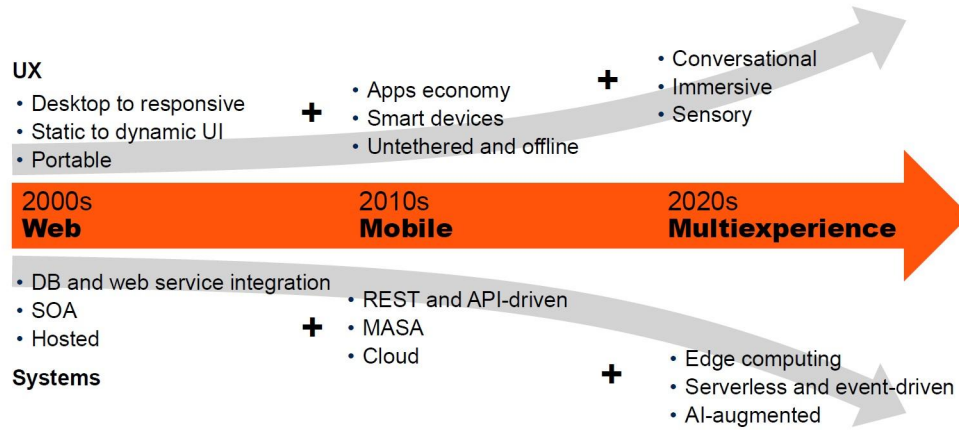 UX
• Desktop to responsive
• Static to dynamic UI
• Portable
+
• Apps economy
• Smart devices
• Untethered and offline
+
• Conversational
• Immersive
• Sensory
2000s
Web
2010s
Mobile
2020s
Multiexperience
• DB and web service integration
• SOA
• Hosted
Systems
+
• REST and API-driven
• MASA
• Cloud
+
• Edge computing
• Serverless and event-driven
• AI-augmented